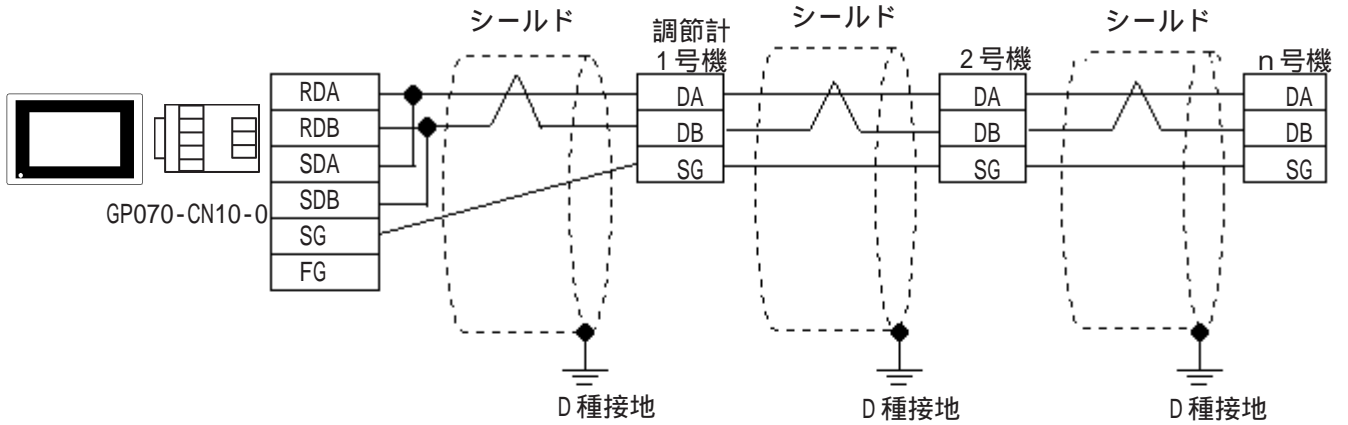 シールド
シールド
シールド
調節計
1号機
2号機
n号機
RDA
RDB
SDA
SDB
SG
FG
GP070-CN10-0
DA
DB
SG
DA
DB
SG
DA
DB
SG
D種接地
D種接地
D種接地